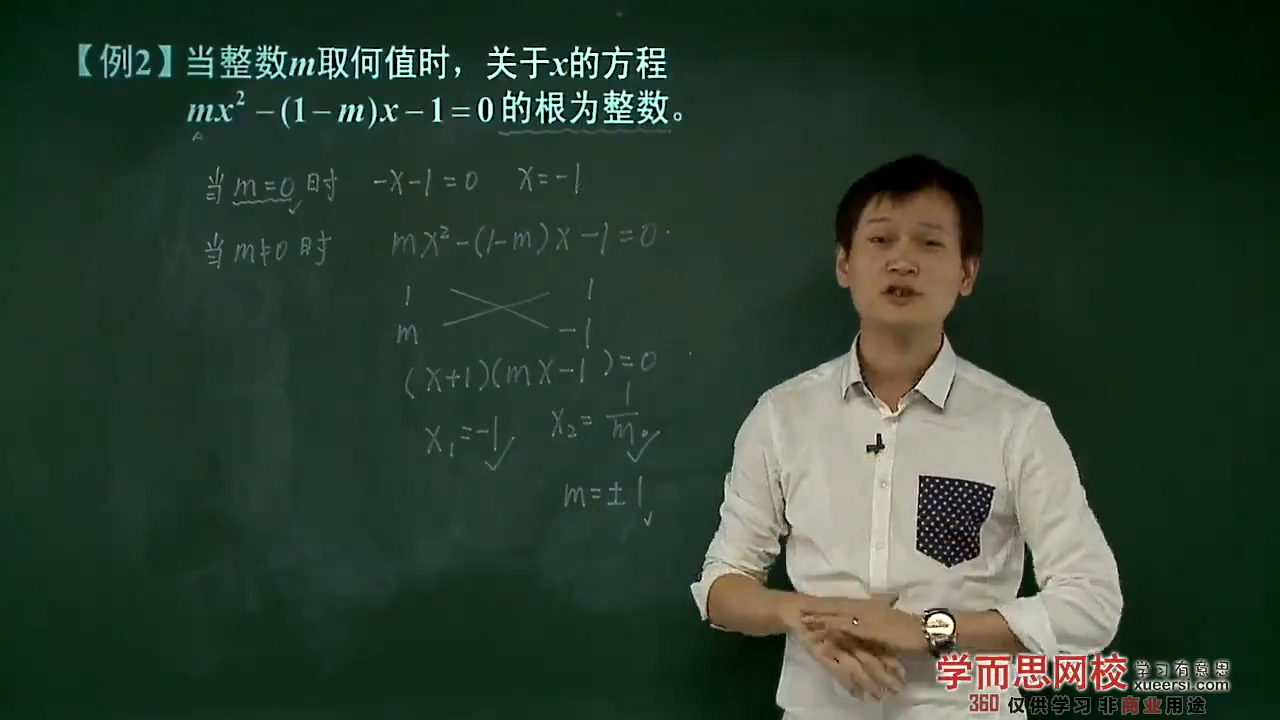 【例2】当整数m取何值时，关于x的方程
mx²－(1－m)x－1＝0的根为整数。
当m=0时 -x-1=0 x=-1
当m≠0时 mx²-(1-m)x-1=0
1 1
m -1
(x+1)(mx-1)=0
x₁=-1 x₂=1/m
m=±1
学而思网校 学习有意思
xueersi.com
360 仅供学习 非商业用途